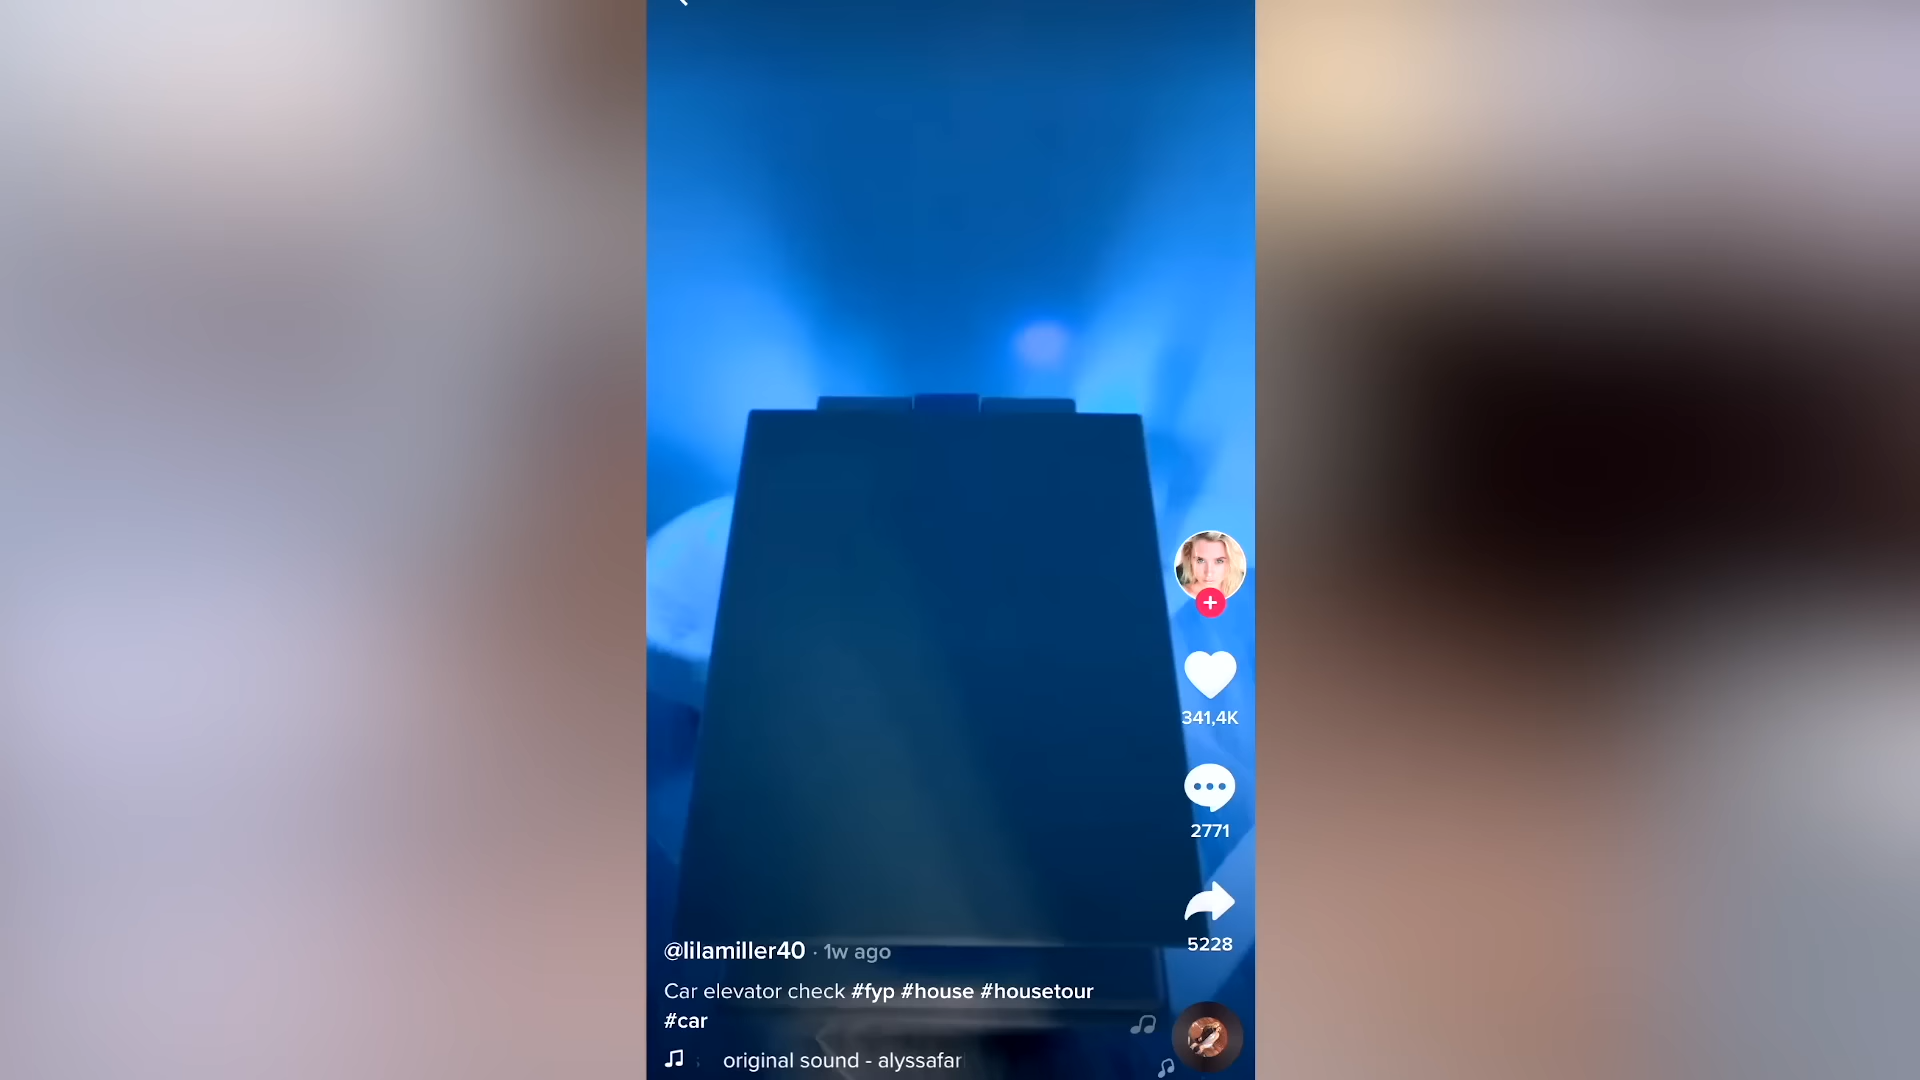 341,4K
2771
5228
@lilamiller40 · 1w ago
Car elevator check #fyp #house #housetour
#car
original sound - alyssafar